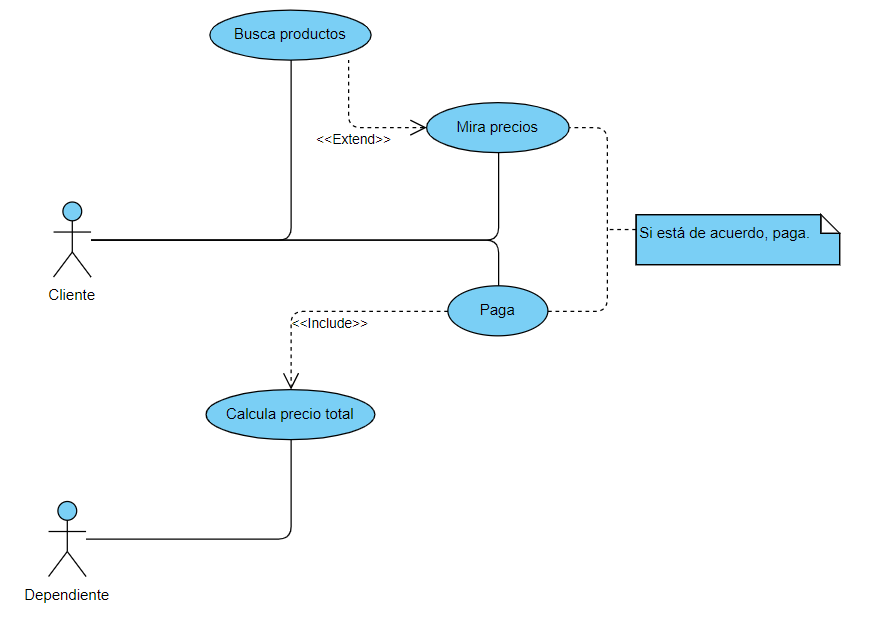 Busca productos
Mira precios
<<Extend>>
Si está de acuerdo, paga.
Cliente
Paga
<<Include>>
Calcula precio total
Dependiente